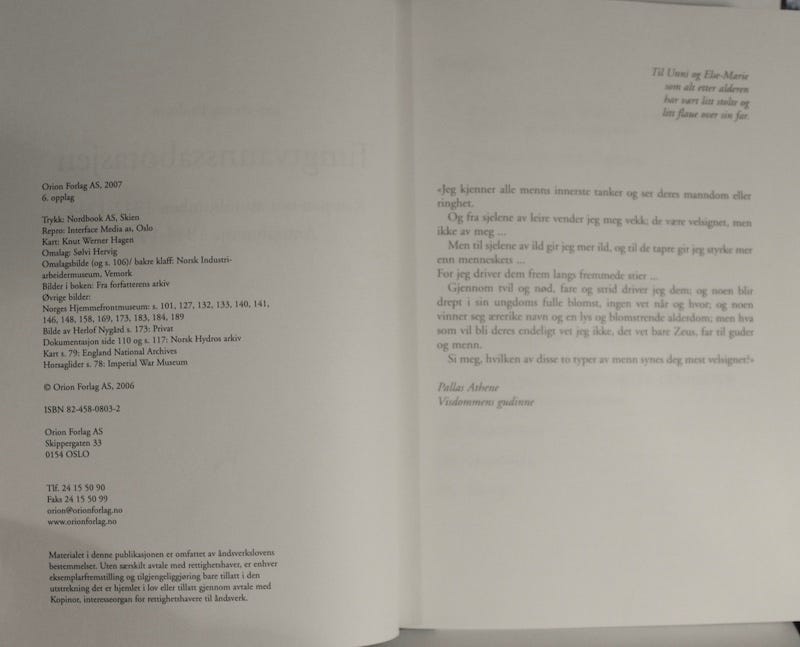 Orion Forlag AS, 2007
6. opplag
Trykk: Nordbook AS, Skien
Repro: Interface Media as, Oslo
Kart: Knut Werner Hagen
Omslag: Sølvi Hervig
Omslagsbilde (og s. 106)/ bakre klaff: Norsk Industri-
arbeidermuseum, Vemork
Bilder i boken: Fra forfatterens arkiv
Øvrige bilder:
Norges Hjemmefrontmuseum: s. 101, 127, 132, 133, 140, 141,
146, 148, 158, 169, 173, 183, 184, 189
Bilde av Herlof Nygård s. 173: Privat
Dokumentasjon side 110 og s. 117: Norsk Hydros arkiv
Kart s. 79: England National Archives
Horsaglider s. 78: Imperial War Museum
© Orion Forlag AS, 2006
ISBN 82-458-0803-2
Orion Forlag AS
Skippergaten 33
0154 OSLO
Tlf. 24 15 50 90
Faks 24 15 50 99
orion@orionforlag.no
www.orionforlag.no
Materialet i denne publikasjonen er omfattet av åndsverkslovens
bestemmelser. Uten særskilt avtale med rettighetshaver, er enhver
eksemplarfremstilling og tilgjengeliggjøring bare tillatt i den
utstrekning det er hjemlet i lov eller tillatt gjennom avtale med
Kopinor, interesseorgan for rettighetshavere til åndsverk.
Til Unni og Else-Marie
som alt etter alderen
har vært litt stolte og
litt flaue over sin far.
«Jeg kjenner alle menns innerste tanker og ser deres manndom eller
ringhet.
Og fra sjelene av leire vender jeg meg vekk; de være velsignet, men
ikke av meg ...
Men til sjelene av ild gir jeg mer ild, og til de tapre gir jeg styrke mer
enn menneskets ...
For jeg driver dem frem langs fremmede stier ...
Gjennom tvil og nød, fare og strid driver jeg dem; og noen blir
drept i sin ungdoms fulle blomst, ingen vet når og hvor; og noen
vinner seg ærerike navn og en lys og blomstrende alderdom; men hva
som vil bli deres endeligt vet jeg ikke, det vet bare Zeus, far til guder
og menn.
Si meg, hvilken av disse to typer av menn synes deg mest velsignet?»
Pallas Athene
Visdommens gudinne